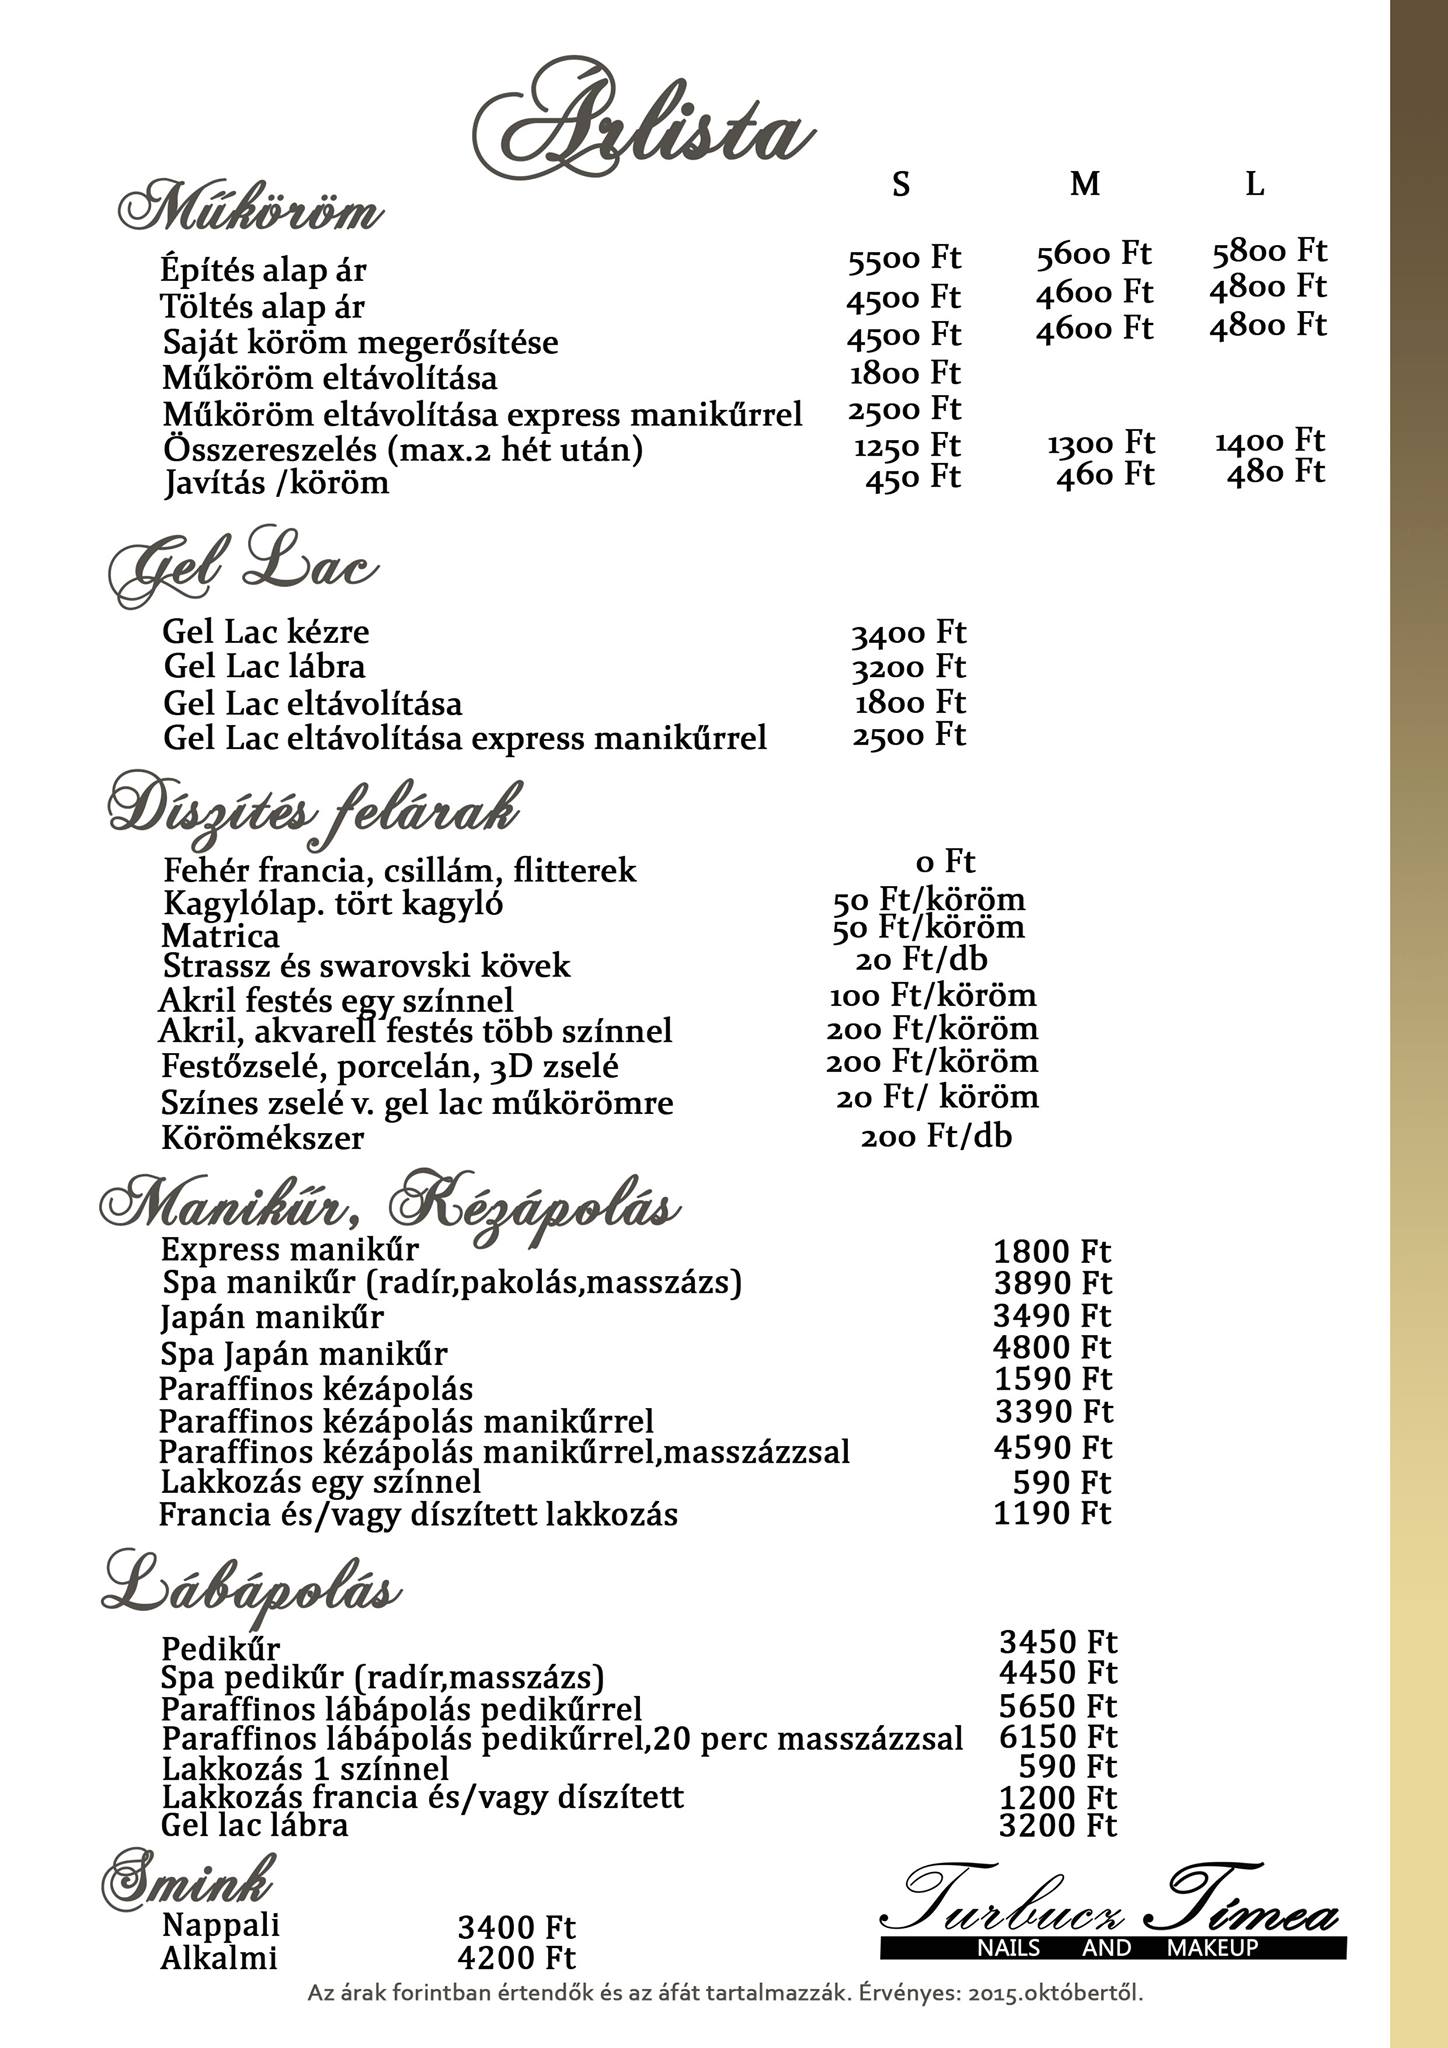 Árlista
S M L
Műköröm
Építés alap ár 5500 Ft 5600 Ft 5800 Ft
Töltés alap ár 4500 Ft 4600 Ft 4800 Ft
Saját köröm megerősítése 4500 Ft 4600 Ft 4800 Ft
Műköröm eltávolítása 1800 Ft
Műköröm eltávolítása express manikűrrel 2500 Ft
Összereszelés (max.2 hét után) 1250 Ft 1300 Ft 1400 Ft
Javítás /köröm 450 Ft 460 Ft 480 Ft
Gel Lac
Gel Lac kézre 3400 Ft
Gel Lac lábra 3200 Ft
Gel Lac eltávolítása 1800 Ft
Gel Lac eltávolítása express manikűrrel 2500 Ft
Díszítés felárak
Fehér francia, csillám, flitterek 0 Ft
Kagylólap. tört kagyló 50 Ft/köröm
Matrica 50 Ft/köröm
Strassz és swarovski kövek 20 Ft/db
Akril festés egy színnel 100 Ft/köröm
Akril, akvarell festés több színnel 200 Ft/köröm
Festőzselé, porcelán, 3D zselé 200 Ft/köröm
Színes zselé v. gel lac műkörömre 20 Ft/ köröm
Körömékszer 200 Ft/db
Manikűr, Kézápolás
Express manikűr 1800 Ft
Spa manikűr (radír,pakolás,masszázs) 3890 Ft
Japán manikűr 3490 Ft
Spa Japán manikűr 4800 Ft
Paraffinos kézápolás 1590 Ft
Paraffinos kézápolás manikűrrel 3390 Ft
Paraffinos kézápolás manikűrrel,masszázzsal 4590 Ft
Lakkozás egy színnel 590 Ft
Francia és/vagy díszített lakkozás 1190 Ft
Lábápolás
Pedikűr 3450 Ft
Spa pedikűr (radír,masszázs) 4450 Ft
Paraffinos lábápolás pedikűrrel 5650 Ft
Paraffinos lábápolás pedikűrrel,20 perc masszázzsal 6150 Ft
Lakkozás 1 színnel 590 Ft
Lakkozás francia és/vagy díszített 1200 Ft
Gel lac lábra 3200 Ft
Smink
Nappali 3400 Ft
Alkalmi 4200 Ft
Turbucz Tímea
NAILS AND MAKEUP
Az árak forintban értendők és az áfát tartalmazzák. Érvényes: 2015.októbertől.